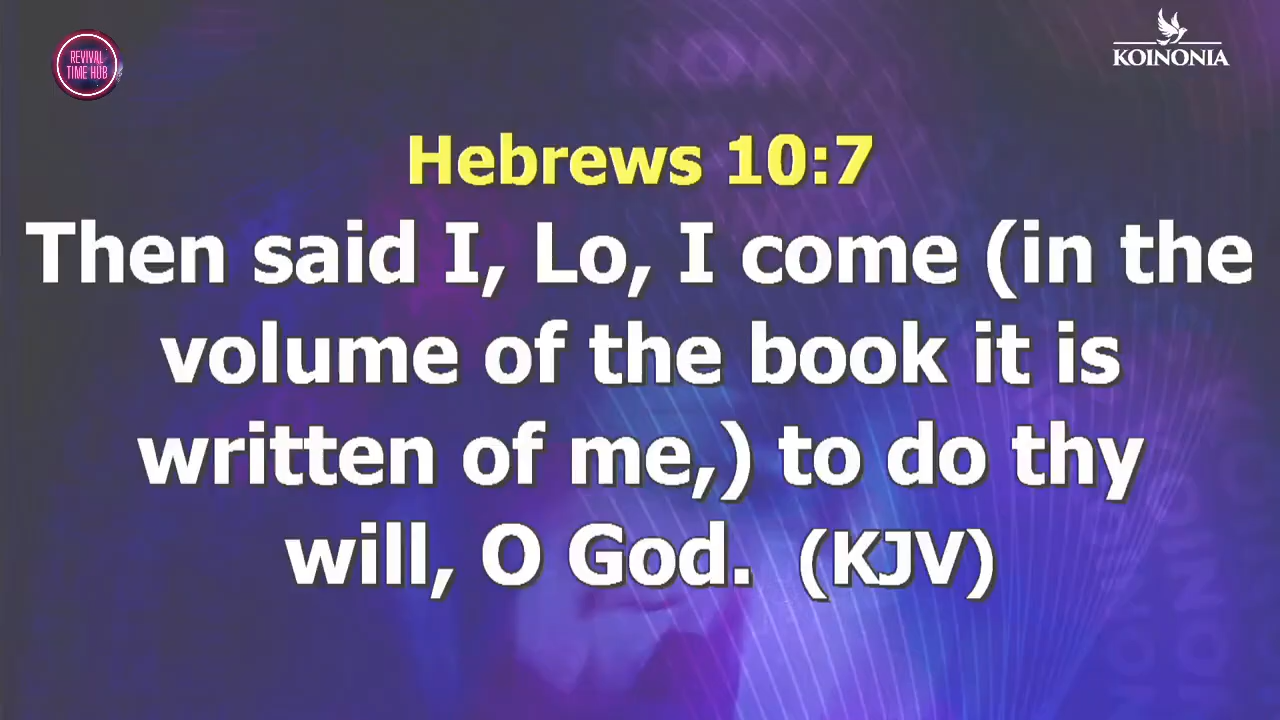 REVIVAL
TIME HUB
KOINONIA
Hebrews 10:7
Then said I, Lo, I come (in the
volume of the book it is
written of me,) to do thy
will, O God.  (KJV)